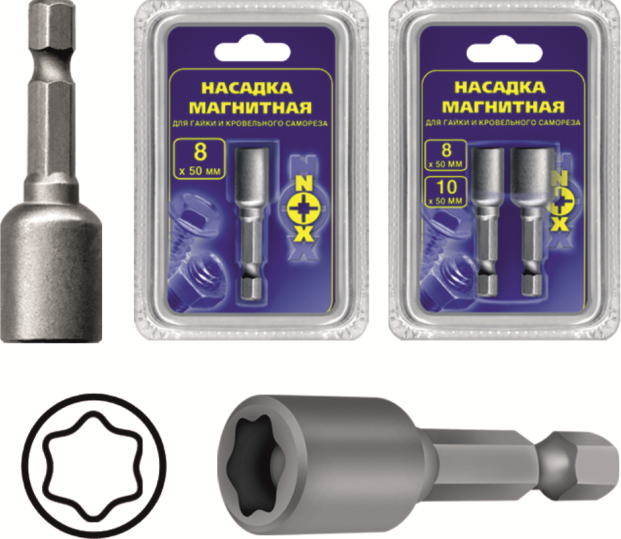 НАСАДКА
МАГНИТНАЯ
ДЛЯ ГАЙКИ И КРОВЕЛЬНОГО САМОРЕЗА
8
х 50 ММ
NOX
НАСАДКА
МАГНИТНАЯ
ДЛЯ ГАЙКИ И КРОВЕЛЬНОГО САМОРЕЗА
8
х 50 ММ
10
х 50 ММ
NOX